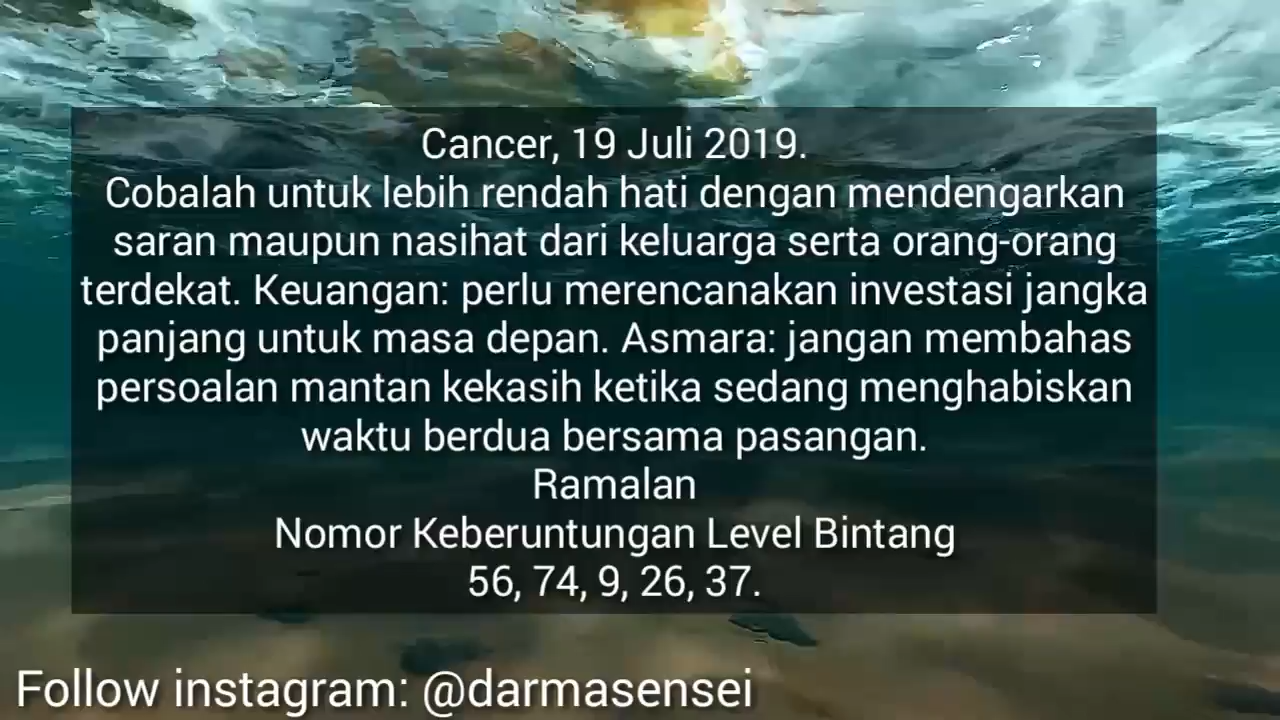 Cancer, 19 Juli 2019.
Cobalah untuk lebih rendah hati dengan mendengarkan
saran maupun nasihat dari keluarga serta orang-orang
terdekat. Keuangan: perlu merencanakan investasi jangka
panjang untuk masa depan. Asmara: jangan membahas
persoalan mantan kekasih ketika sedang menghabiskan
waktu berdua bersama pasangan.
Ramalan
Nomor Keberuntungan Level Bintang
56, 74, 9, 26, 37.
Follow instagram: @darmasensei